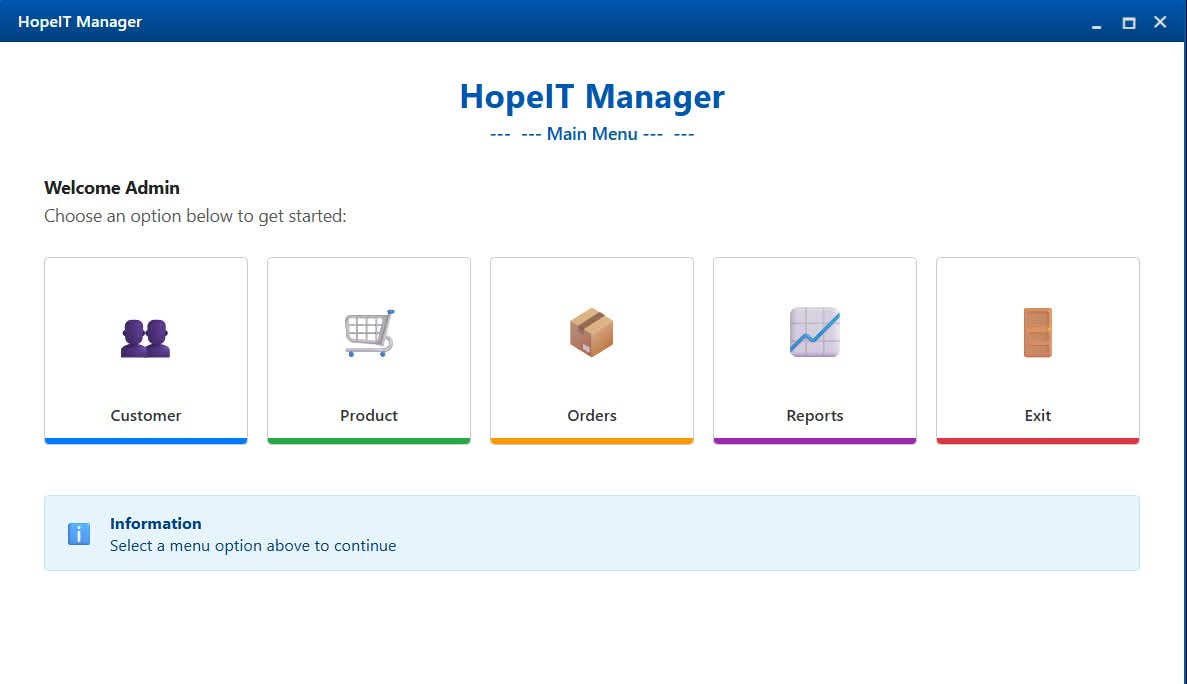 HopeIT Manager
HopeIT Manager
--- --- Main Menu --- ---
Welcome Admin
Choose an option below to get started:
Customer
Product
Orders
Reports
Exit
Information
Select a menu option above to continue